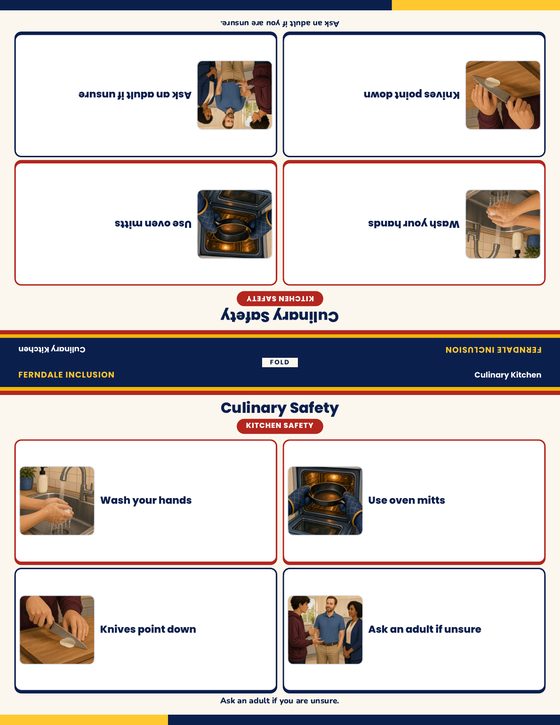 Ask an adult if you are unsure.
Ask an adult if unsure
Knives point down
Use oven mitts
Wash your hands
KITCHEN SAFETY
Culinary Safety
Culinary Kitchen
FERNDALE INCLUSION
FOLD
FERNDALE INCLUSION
Culinary Kitchen
Culinary Safety
KITCHEN SAFETY
Wash your hands
Use oven mitts
Knives point down
Ask an adult if unsure
Ask an adult if you are unsure.